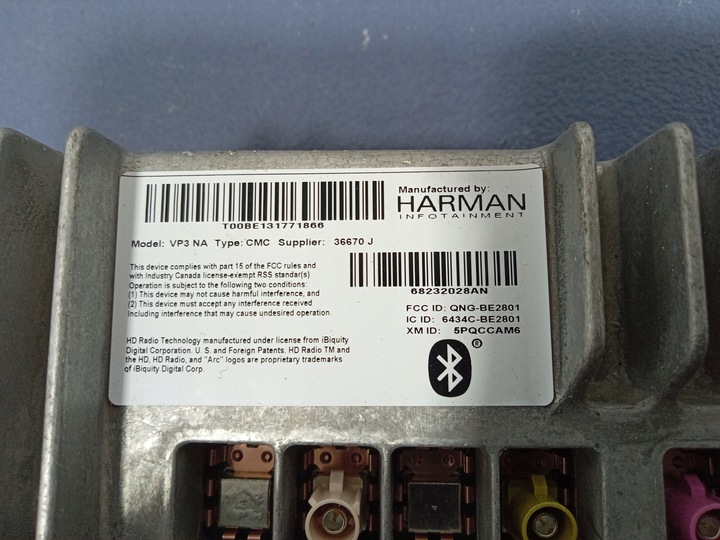 T00BE131771866
Manufactured by:
HARMAN
INFOTAINMENT
Model: VP3 NA Type: CMC Supplier: 36670 J
This device complies with part 15 of the FCC rules and
with Industry Canada license-exempt RSS standar(s)
Operation is subject to the following two conditions:
(1) This device may not cause harmful interference, and
(2) This device must accept any interference received
Including interference that may cause undesired operation.
68232028AN
FCC ID: QNG-BE2801
IC ID: 6434C-BE2801
XM ID: 5PQCCAM6
HD Radio Technology manufactured under license from iBiquity
Digital Corporation. U. S. and Foreign Patents. HD Radio TM and
the HD, HD Radio, and "Arc" logos are proprietary trademarks
of iBiquity Digital Corp.
®